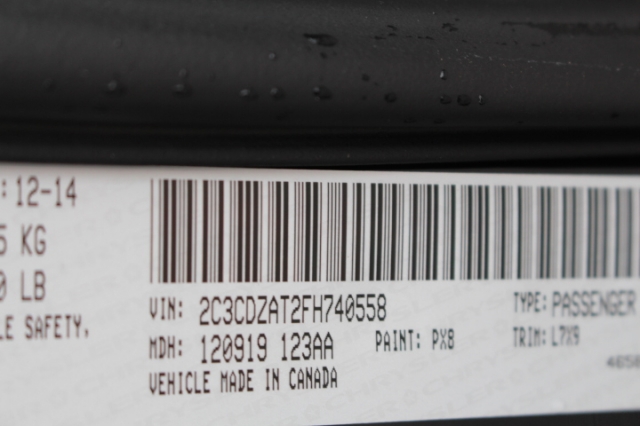 : 12-14
5 KG
0 LB
LE SAFETY,
VIN: 2C3CDZAT2FH740558
TYPE: PASSENGER
MDH: 120919 123AA
PAINT: PX8
TRIM: L7X9
VEHICLE MADE IN CANADA